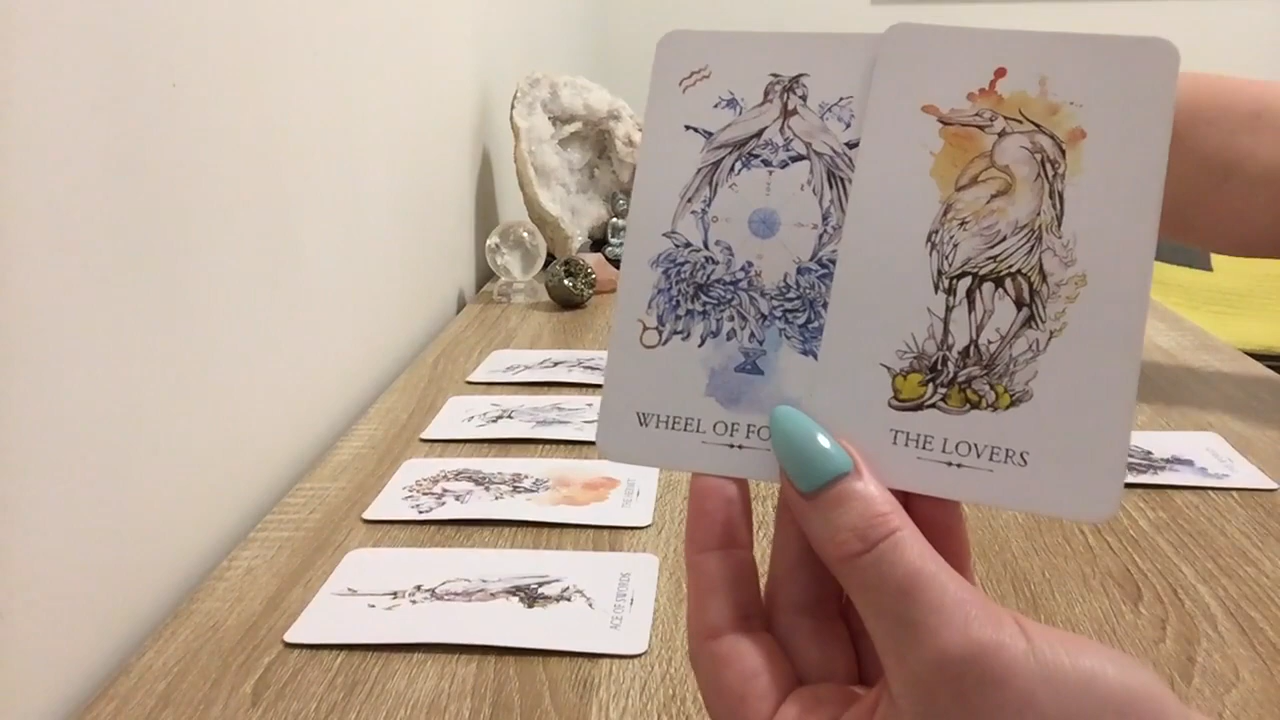 WHEEL OF FO
THE LOVERS
THE HERMIT
ACE OF SWORDS